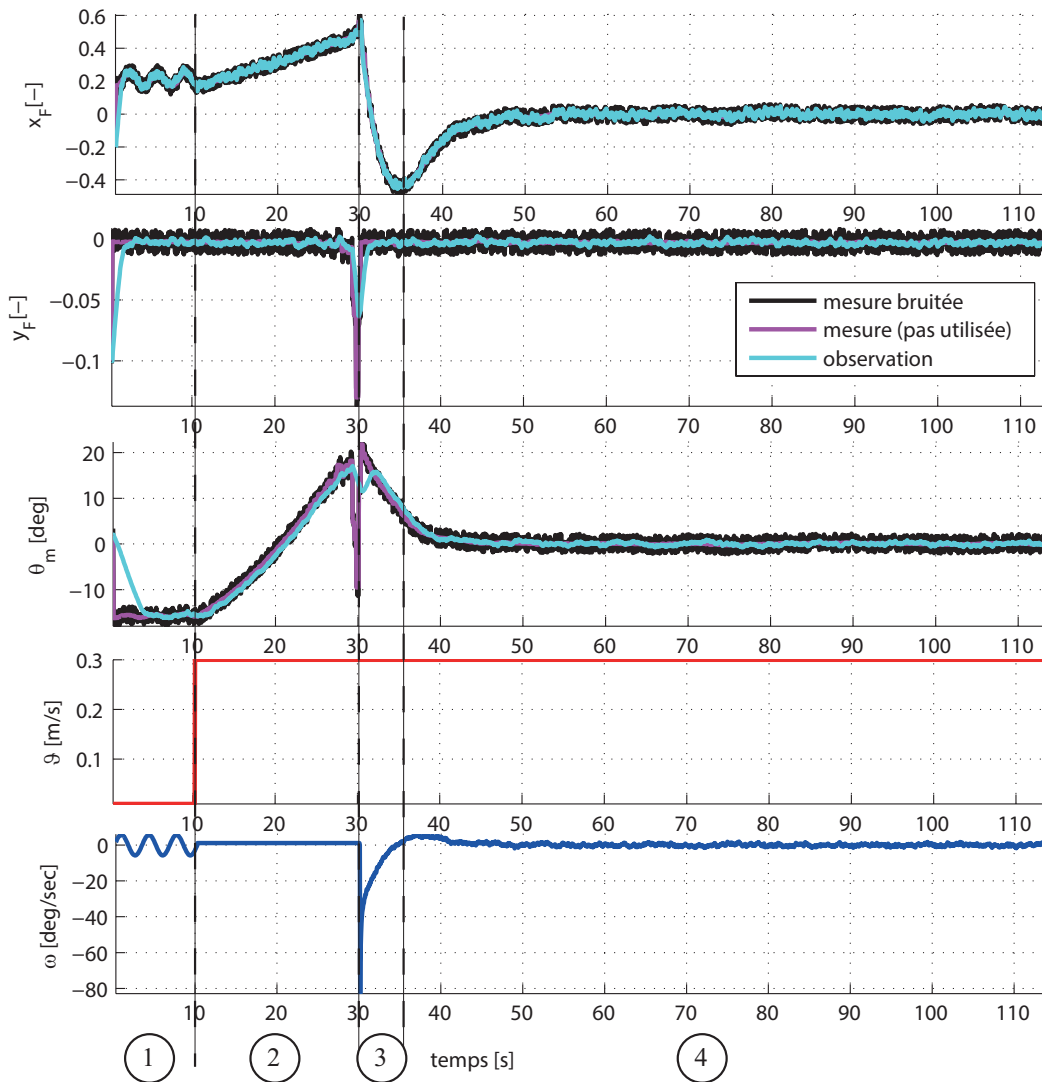 0.6
0.4
0.2
0
−0.2
−0.4
x_F[-]
10 20 30 40 50 60 70 80 90 100 110
0
−0.05
−0.1
y_F[-]
mesure bruitée
mesure (pas utilisée)
observation
10 20 30 40 50 60 70 80 90 100 110
20
10
0
−10
θ_m [deg]
10 20 30 40 50 60 70 80 90 100 110
0.3
0.2
0.1
ϑ [m/s]
10 20 30 40 50 60 70 80 90 100 110
0
−20
−40
−60
−80
ω [deg/sec]
10 20 30 40 50 60 70 80 90 100 110
1 2 3 temps [s] 4